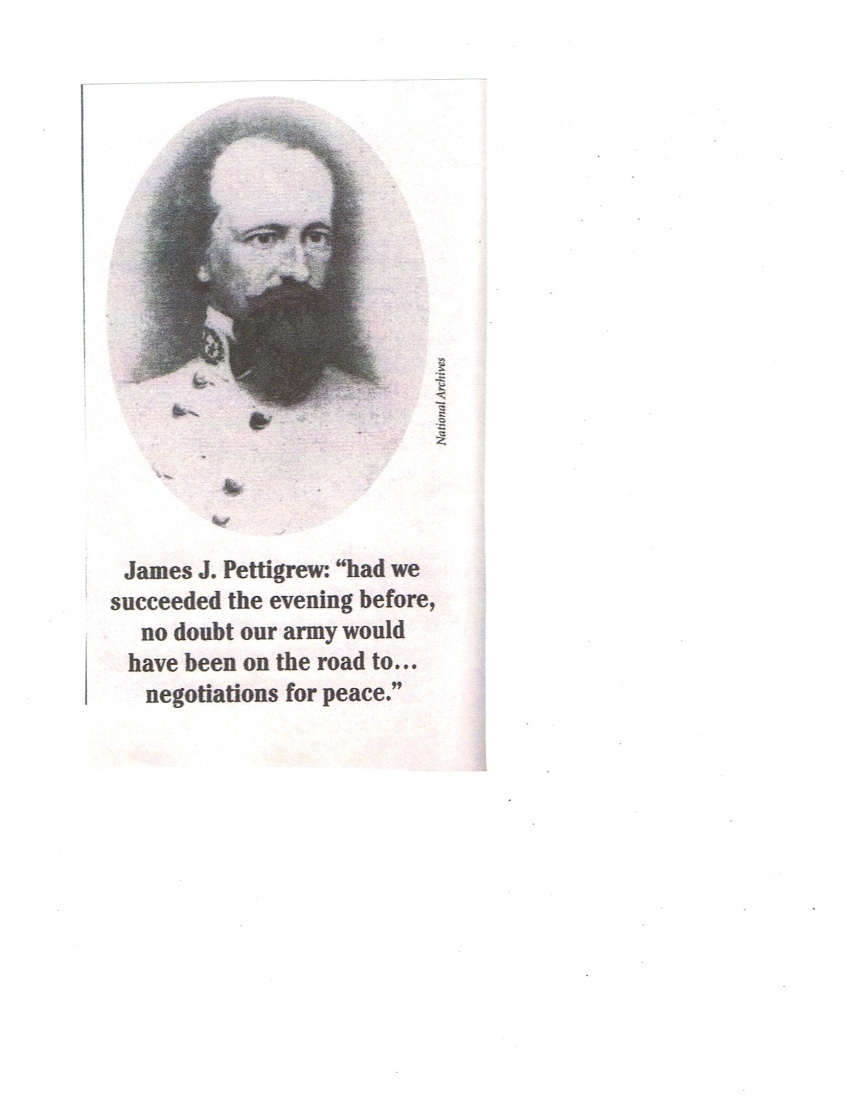 National Archives
James J. Pettigrew: “had we
succeeded the evening before,
no doubt our army would
have been on the road to...
negotiations for peace.”